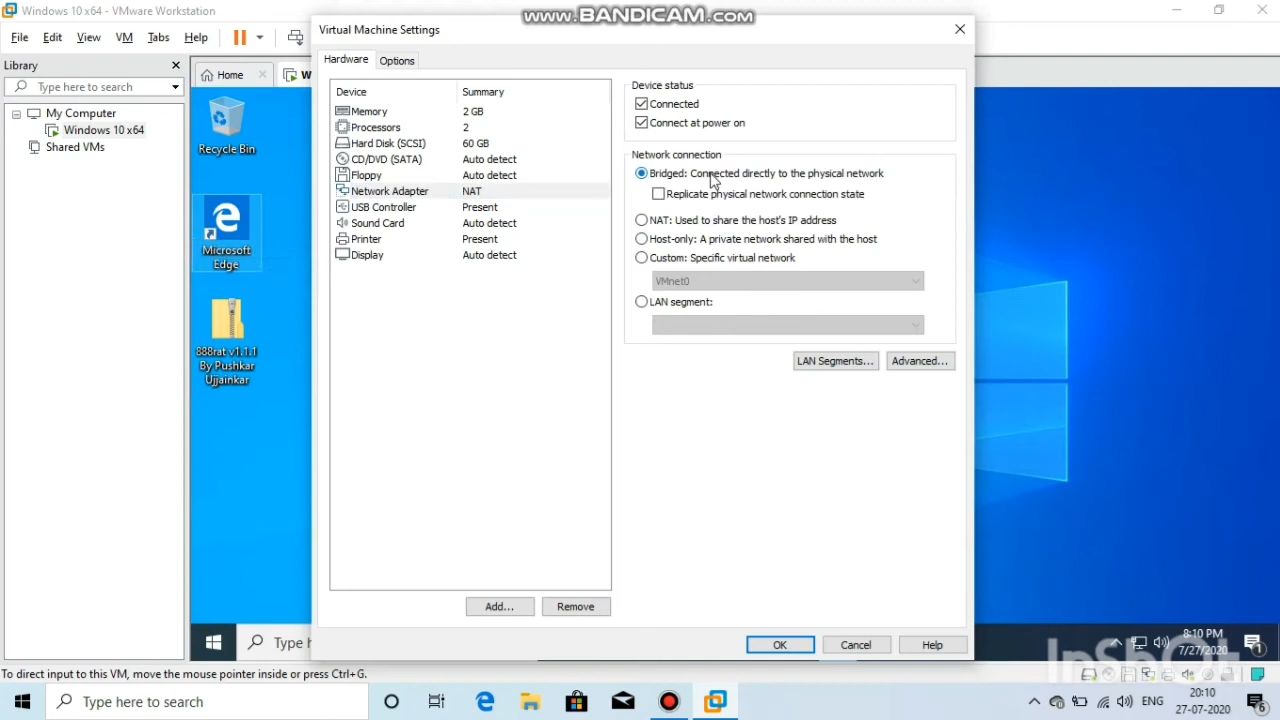 Windows 10 x64 - VMware Workstation
WWW.BANDICAM.COM
File Edit View VM Tabs Help
Library
Type here to search
My Computer
Windows 10 x64
Shared VMs
Home
W
Recycle Bin
Microsoft
Edge
888rat v1.1.1
By Pushkar
Ujjainkar
Virtual Machine Settings
Hardware Options
Device Summary
Memory 2 GB
Processors 2
Hard Disk (SCSI) 60 GB
CD/DVD (SATA) Auto detect
Floppy Auto detect
Network Adapter NAT
USB Controller Present
Sound Card Auto detect
Printer Present
Display Auto detect
Add... Remove
Device status
Connected
Connect at power on
Network connection
Bridged: Connected directly to the physical network
Replicate physical network connection state
NAT: Used to share the host's IP address
Host-only: A private network shared with the host
Custom: Specific virtual network
VMnet0
LAN segment:
LAN Segments... Advanced...
OK Cancel Help
Type h
8:10 PM
7/27/2020
1
InShOt
To direct input to this VM, move the mouse pointer inside or press Ctrl+G.
Type here to search
ENG
20:10
27-07-2020
6